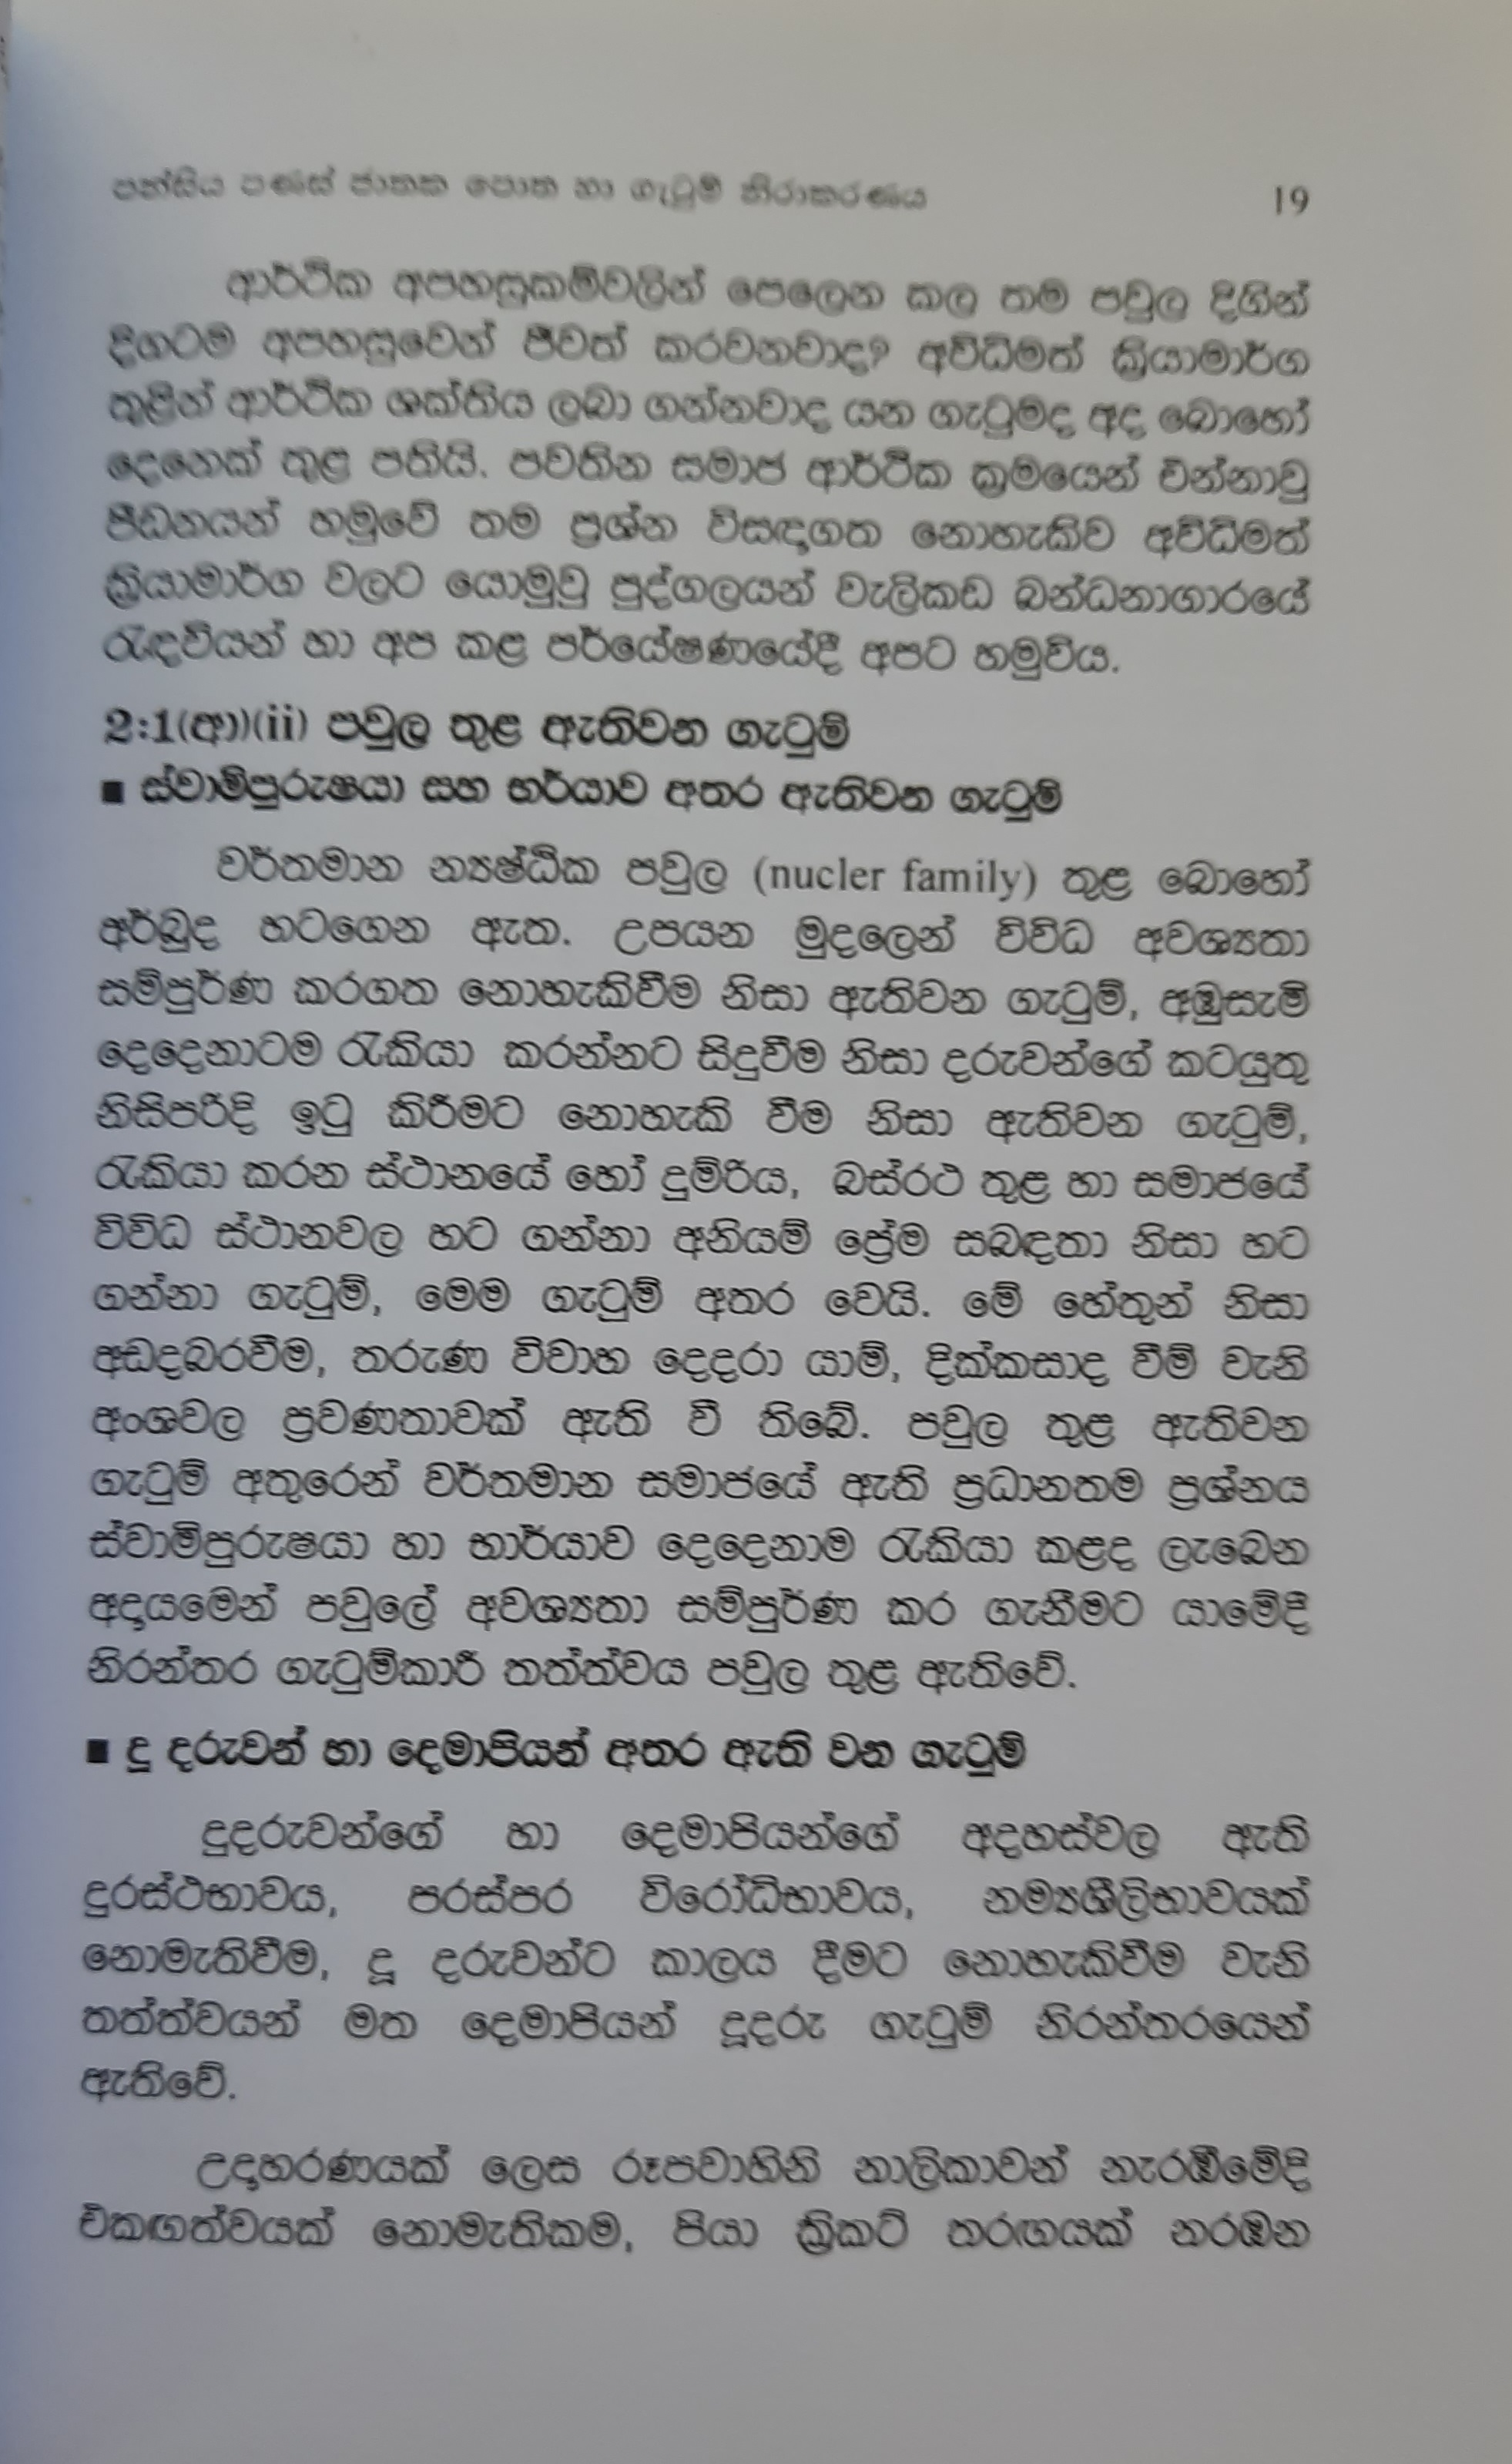 පන්සිය පණස් ජාතක පොත හා ගැටුම් නිරාකරණය 19
ආර්ථික අපහසුකම්වලින් පෙලෙන කල තම පවුල දිගින්
දිගටම අපහසුවෙන් ජීවත් කරවනවාද? අවිධිමත් ක්‍රියාමාර්ග
තුළින් ආර්ථික ශක්තිය ලබා ගන්නවාද යන ගැටුමද අද බොහෝ
දෙනෙක් තුළ පතියි. පවතින සමාජ ආර්ථික ක්‍රමයෙන් එන්නාවු
පීඩනයන් හමුවේ තම ප්‍රශ්න විසඳාගත නොහැකිව අවිධිමත්
ක්‍රියාමාර්ග වලට යොමුවු පුද්ගලයන් වැලිකඩ බන්ධනාගාරයේ
රැඳවියන් හා අප කළ පර්යේෂණයේදී අපට හමුවිය.
2:1(ආ)(ii) පවුල තුළ ඇතිවන ගැටුම්
■ ස්වාමිපුරුෂයා සහ භර්යාව අතර ඇතිවන ගැටුම්
වර්තමාන න්‍යෂ්ඨික පවුල (nucler family) තුළ බොහෝ
අර්බුද හටගෙන ඇත. උපයන මුදලෙන් විවිධ අවශ්‍යතා
සම්පුර්ණ කරගත නොහැකිවීම නිසා ඇතිවන ගැටුම්, අඹුසැමි
දෙදෙනාටම රැකියා කරන්නට සිදුවීම නිසා දරුවන්ගේ කටයුතු
නිසිපරිදි ඉටු කිරීමට නොහැකි වීම නිසා ඇතිවන ගැටුම්,
රැකියා කරන ස්ථානයේ හෝ දුම්රිය, බස්රථ තුළ හා සමාජයේ
විවිධ ස්ථානවල හට ගන්නා අනියම් ප්‍රේම සබඳතා නිසා හට
ගන්නා ගැටුම්, මෙම ගැටුම් අතර වෙයි. මේ හේතුන් නිසා
අඩදබරවීම, තරුණ විවාහ දෙදරා යාම්, දික්කසාද වීම් වැනි
අංශවල ප්‍රවණතාවක් ඇති වී තිබේ. පවුල තුළ ඇතිවන
ගැටුම් අතුරෙන් වර්තමාන සමාජයේ ඇති ප්‍රධානතම ප්‍රශ්නය
ස්වාමිපුරුෂයා හා භාර්යාව දෙදෙනාම රැකියා කළද ලැබෙන
අදායමෙන් පවුලේ අවශ්‍යතා සම්පුර්ණ කර ගැනීමට යාමේදී
නිරන්තර ගැටුම්කාරී තත්ත්වය පවුල තුළ ඇතිවේ.
■ දූ දරුවන් හා දෙමාපියන් අතර ඇති වන ගැටුම්
දුදරුවන්ගේ හා දෙමාපියන්ගේ අදහස්වල ඇති
දුරස්ථභාවය, පරස්පර විරෝධිභාවය, නම්‍යශීලිභාවයක්
නොමැතිවීම, දූ දරුවන්ට කාලය දීමට නොහැකිවීම වැනි
තත්ත්වයන් මත දෙමාපියන් දූදරු ගැටුම් නිරන්තරයෙන්
ඇතිවේ.
උදාහරණයක් ලෙස රූපවාහිනි නාලිකාවන් නැරඹීමේදි
එකඟත්වයක් නොමැතිකම, පියා ක්‍රිකට් තරඟයක් නරඹන